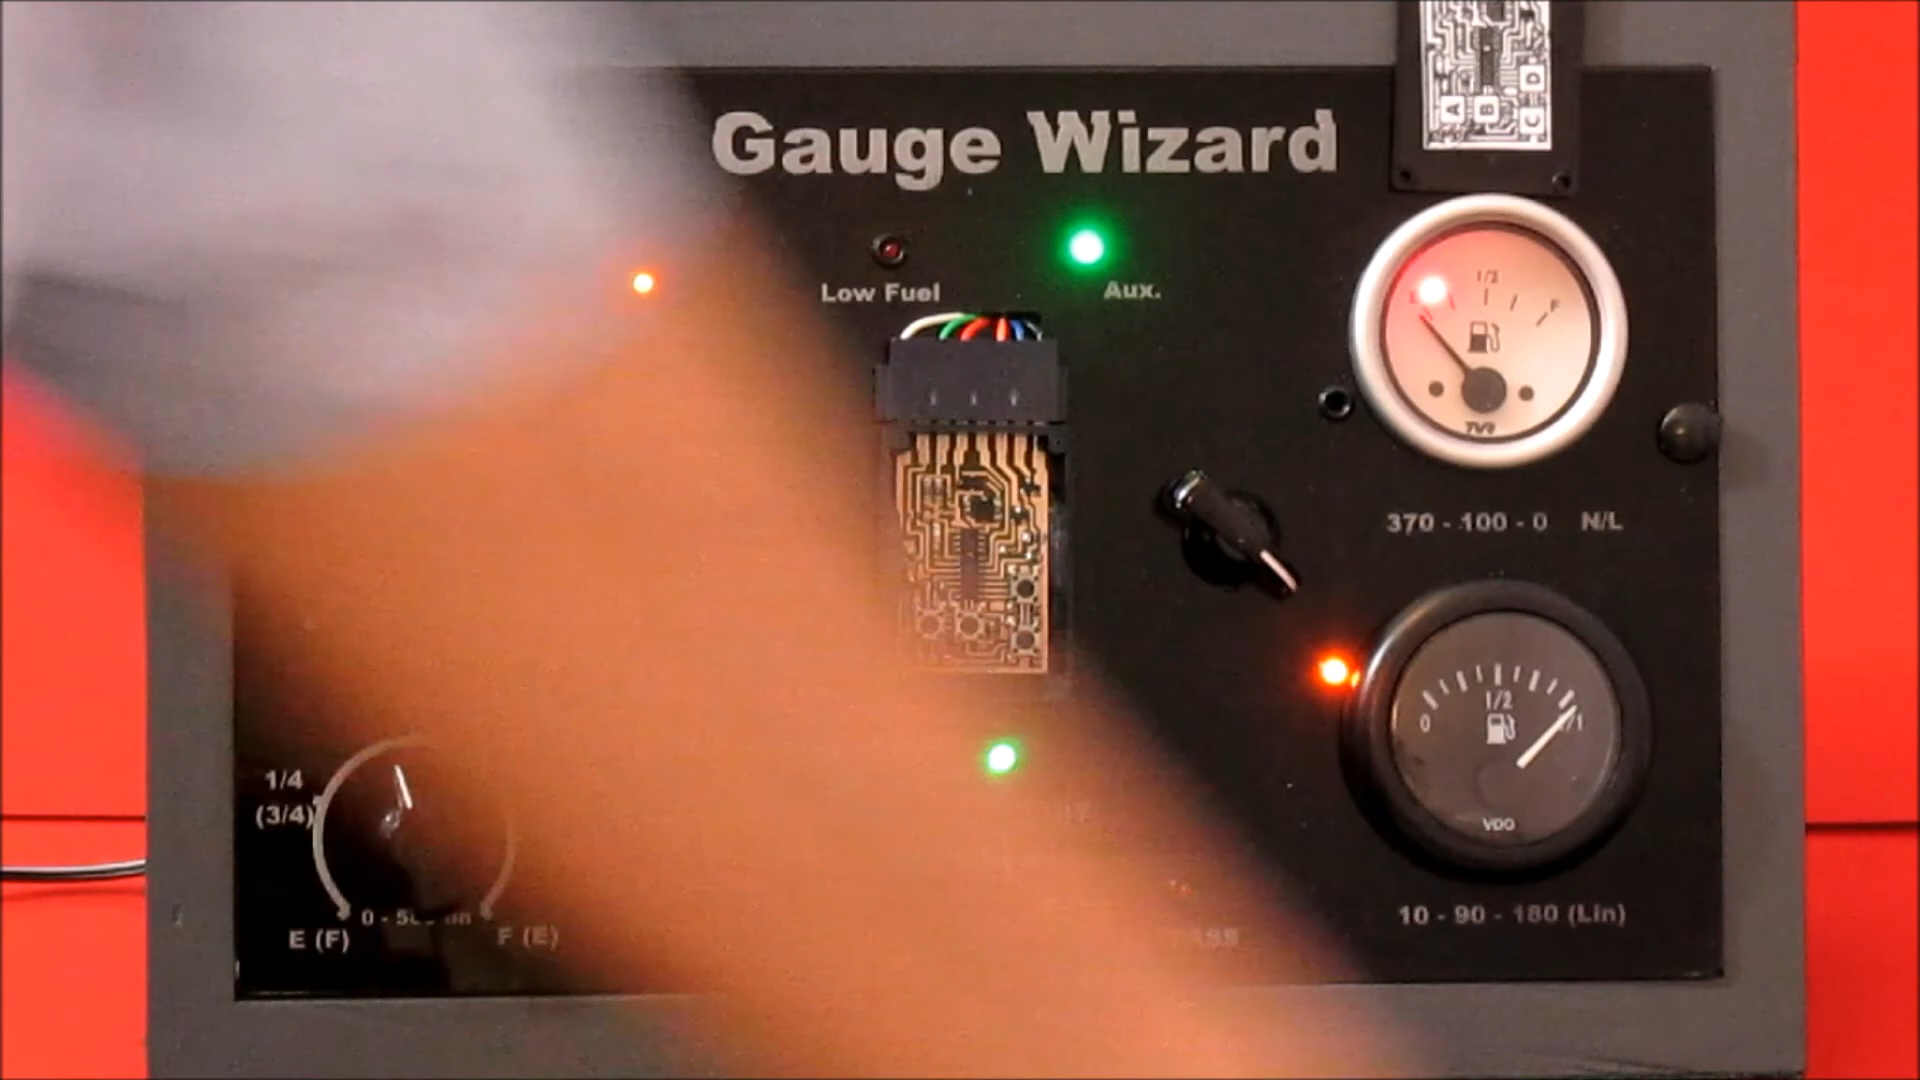 A B C D
Gauge Wizard
Low Fuel
Aux.
1/2
F
TVR
370 - 100 - 0 N/L
0 1/2 1/1
VDO
10 - 90 - 180 (Lin)
1/4
(3/4)
E (F)
F (E)